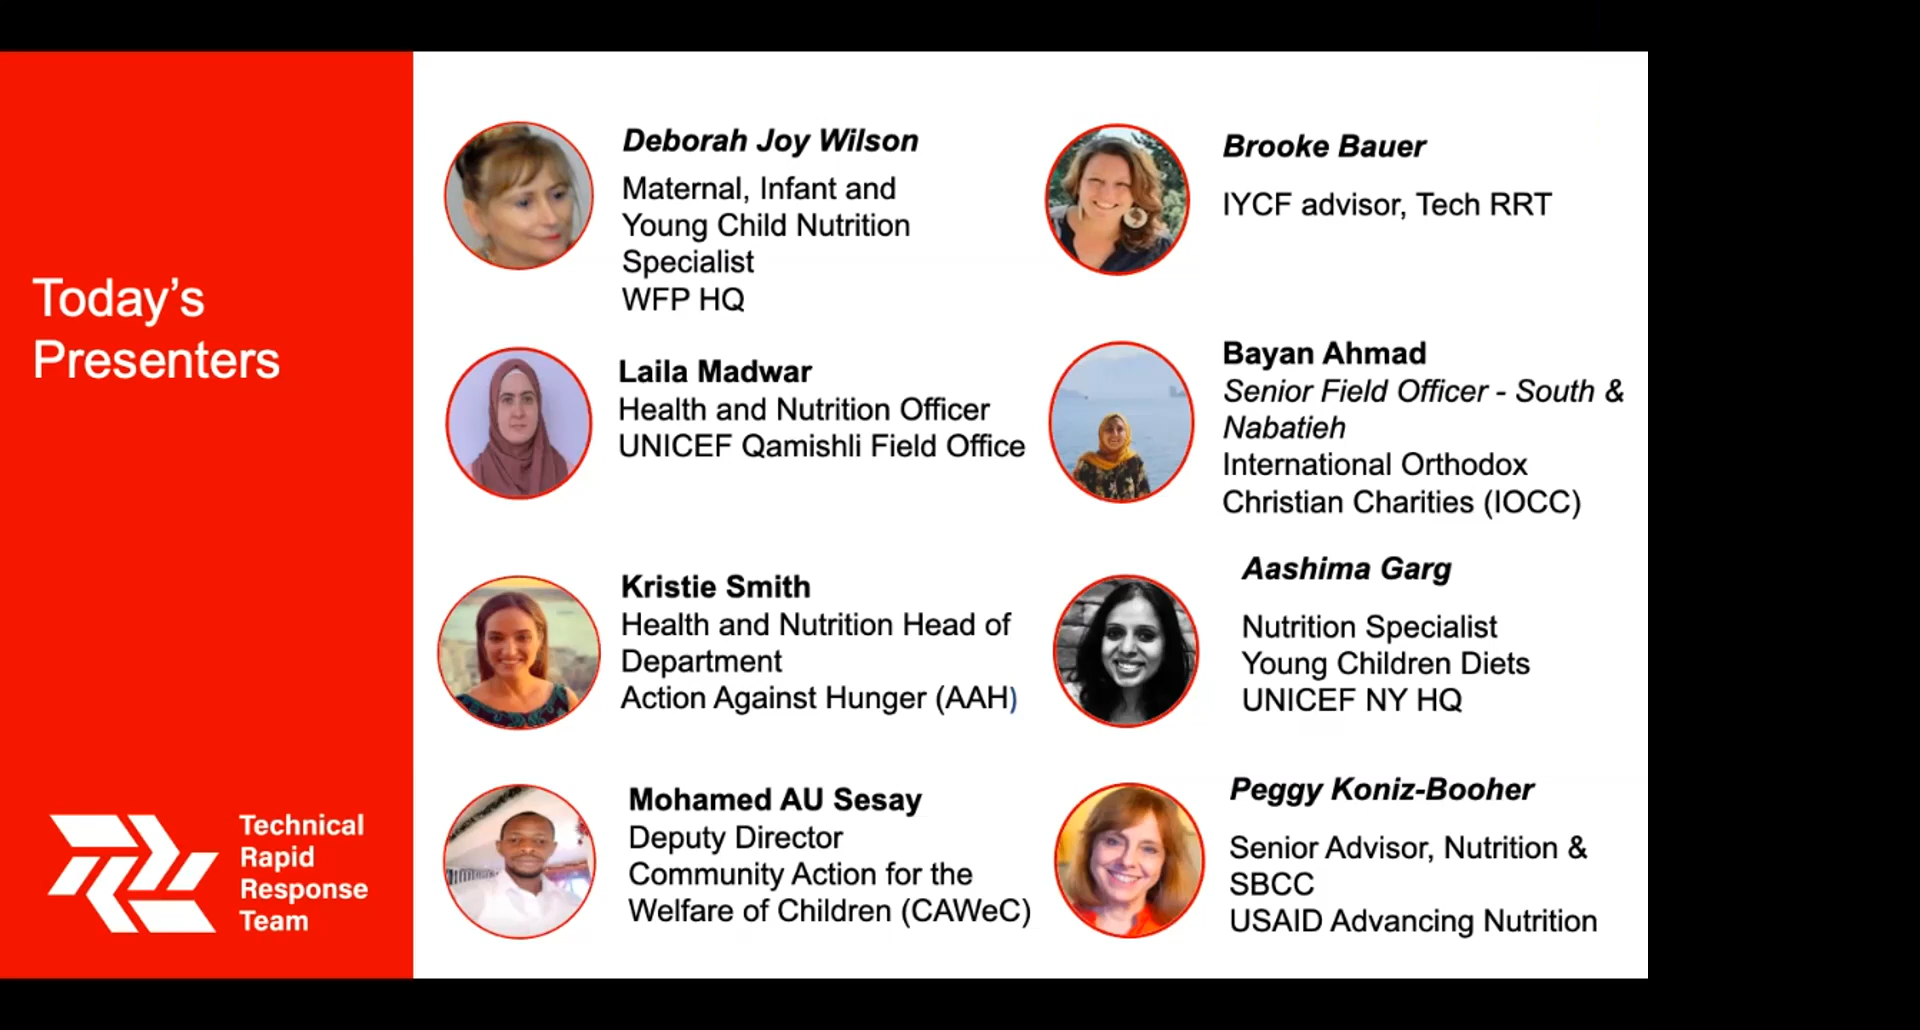 Today's
Presenters
Deborah Joy Wilson
Maternal, Infant and
Young Child Nutrition
Specialist
WFP HQ
Brooke Bauer
IYCF advisor, Tech RRT
Laila Madwar
Health and Nutrition Officer
UNICEF Qamishli Field Office
Bayan Ahmad
Senior Field Officer - South &
Nabatieh
International Orthodox
Christian Charities (IOCC)
Kristie Smith
Health and Nutrition Head of
Department
Action Against Hunger (AAH)
Aashima Garg
Nutrition Specialist
Young Children Diets
UNICEF NY HQ
Mohamed AU Sesay
Deputy Director
Community Action for the
Welfare of Children (CAWeC)
Peggy Koniz-Booher
Senior Advisor, Nutrition &
SBCC
USAID Advancing Nutrition
Technical
Rapid
Response
Team